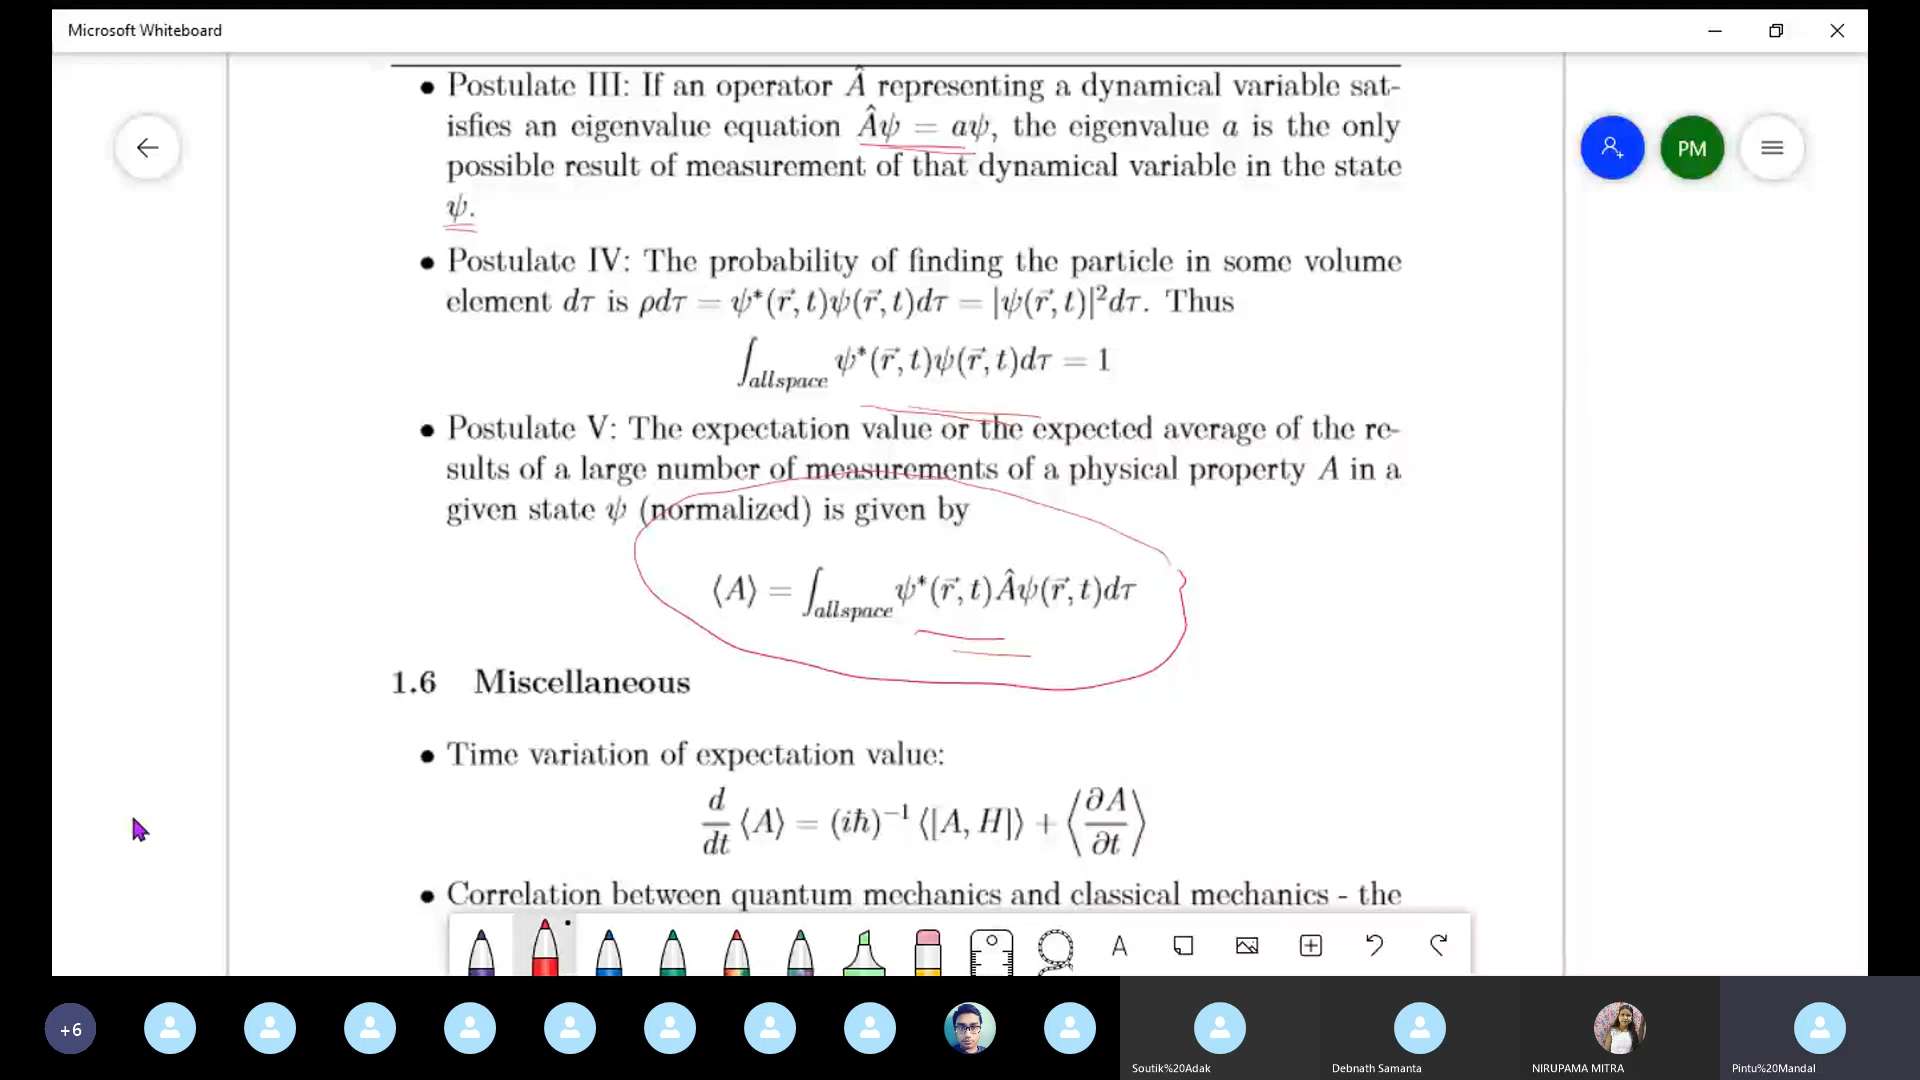 Microsoft Whiteboard
• Postulate III: If an operator Â representing a dynamical variable sat-
isfies an eigenvalue equation Âψ = aψ, the eigenvalue a is the only
possible result of measurement of that dynamical variable in the state
ψ.
PM
• Postulate IV: The probability of finding the particle in some volume
element dτ is ρdτ = ψ*(r⃗, t)ψ(r⃗, t)dτ = |ψ(r⃗, t)|²dτ. Thus
∫allspace ψ*(r⃗, t)ψ(r⃗, t)dτ = 1
• Postulate V: The expectation value or the expected average of the re-
sults of a large number of measurements of a physical property A in a
given state ψ (normalized) is given by
⟨A⟩ = ∫allspace ψ*(r⃗, t)Âψ(r⃗, t)dτ
1.6 Miscellaneous
• Time variation of expectation value:
d/dt ⟨A⟩ = (iħ)⁻¹ ⟨[A, H]⟩ + ⟨∂A/∂t⟩
• Correlation between quantum mechanics and classical mechanics - the
A
+6
Soutik%20Adak
Debnath Samanta
NIRUPAMA MITRA
Pintu%20Mandal